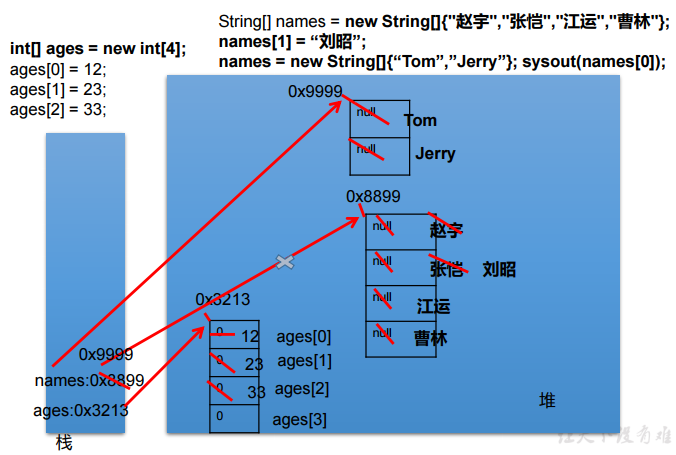 String[] names = new String[]{"赵宇","张恺","江运","曹林"};
names[1] = “刘昭”;
names = new String[]{“Tom”,”Jerry”}; sysout(names[0]);
int[] ages = new int[4];
ages[0] = 12;
ages[1] = 23;
ages[2] = 33;
0x9999
null Tom
null Jerry
0x8899
null 赵宇
null 张恺 刘昭
null 江运
null 曹林
0x3213
0 12 ages[0]
0 23 ages[1]
0 33 ages[2]
0 ages[3]
0x9999
names:0x8899
ages:0x3213
栈
堆